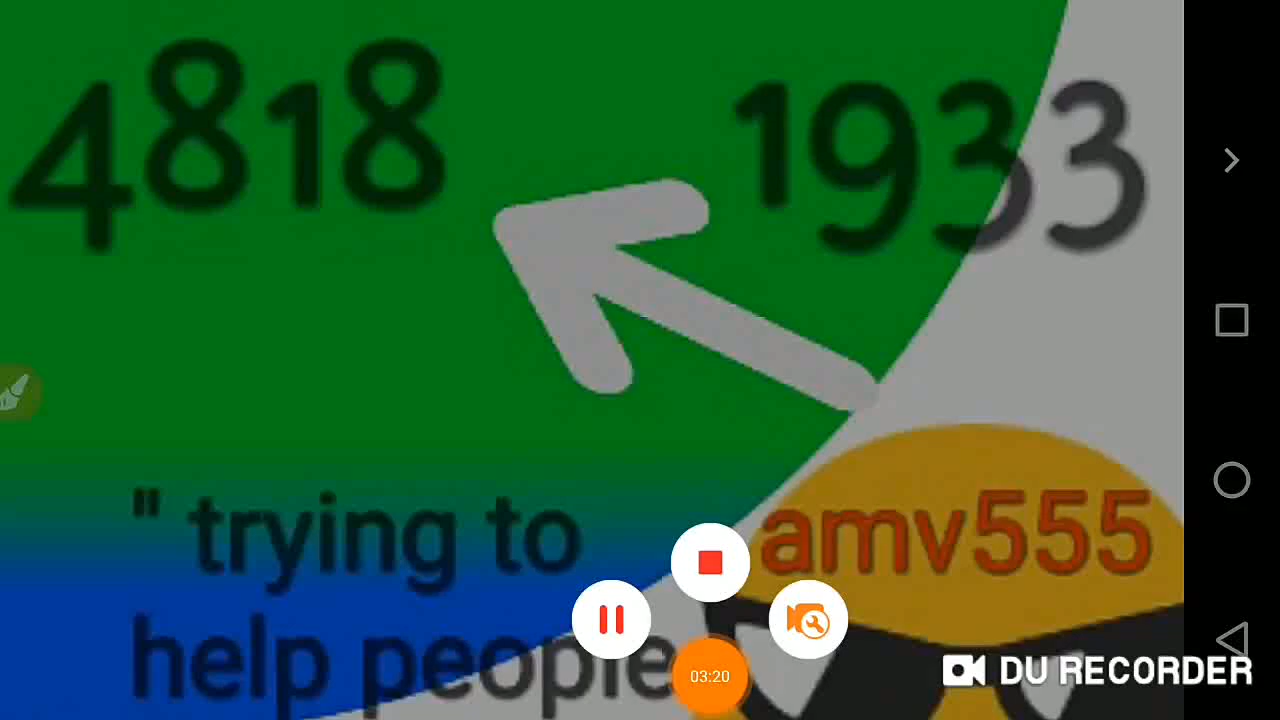 4818 1933
" trying to amv555
help people
03:20
DU RECORDER